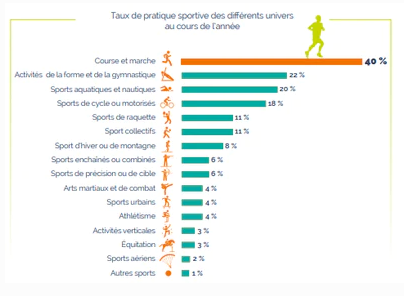 Taux de pratique sportive des différents univers
au cours de l'année
Course et marche 40 %
Activités de la forme et de la gymnastique 22 %
Sports aquatiques et nautiques 20 %
Sports de cycle ou motorisés 18 %
Sports de raquette 11 %
Sport collectifs 11 %
Sport d'hiver ou de montagne 8 %
Sports enchaînés ou combinés 6 %
Sports de précision ou de cible 6 %
Arts martiaux et de combat 4 %
Sports urbains 4 %
Athlétisme 4 %
Activités verticales 3 %
Équitation 3 %
Sports aériens 2 %
Autres sports 1 %